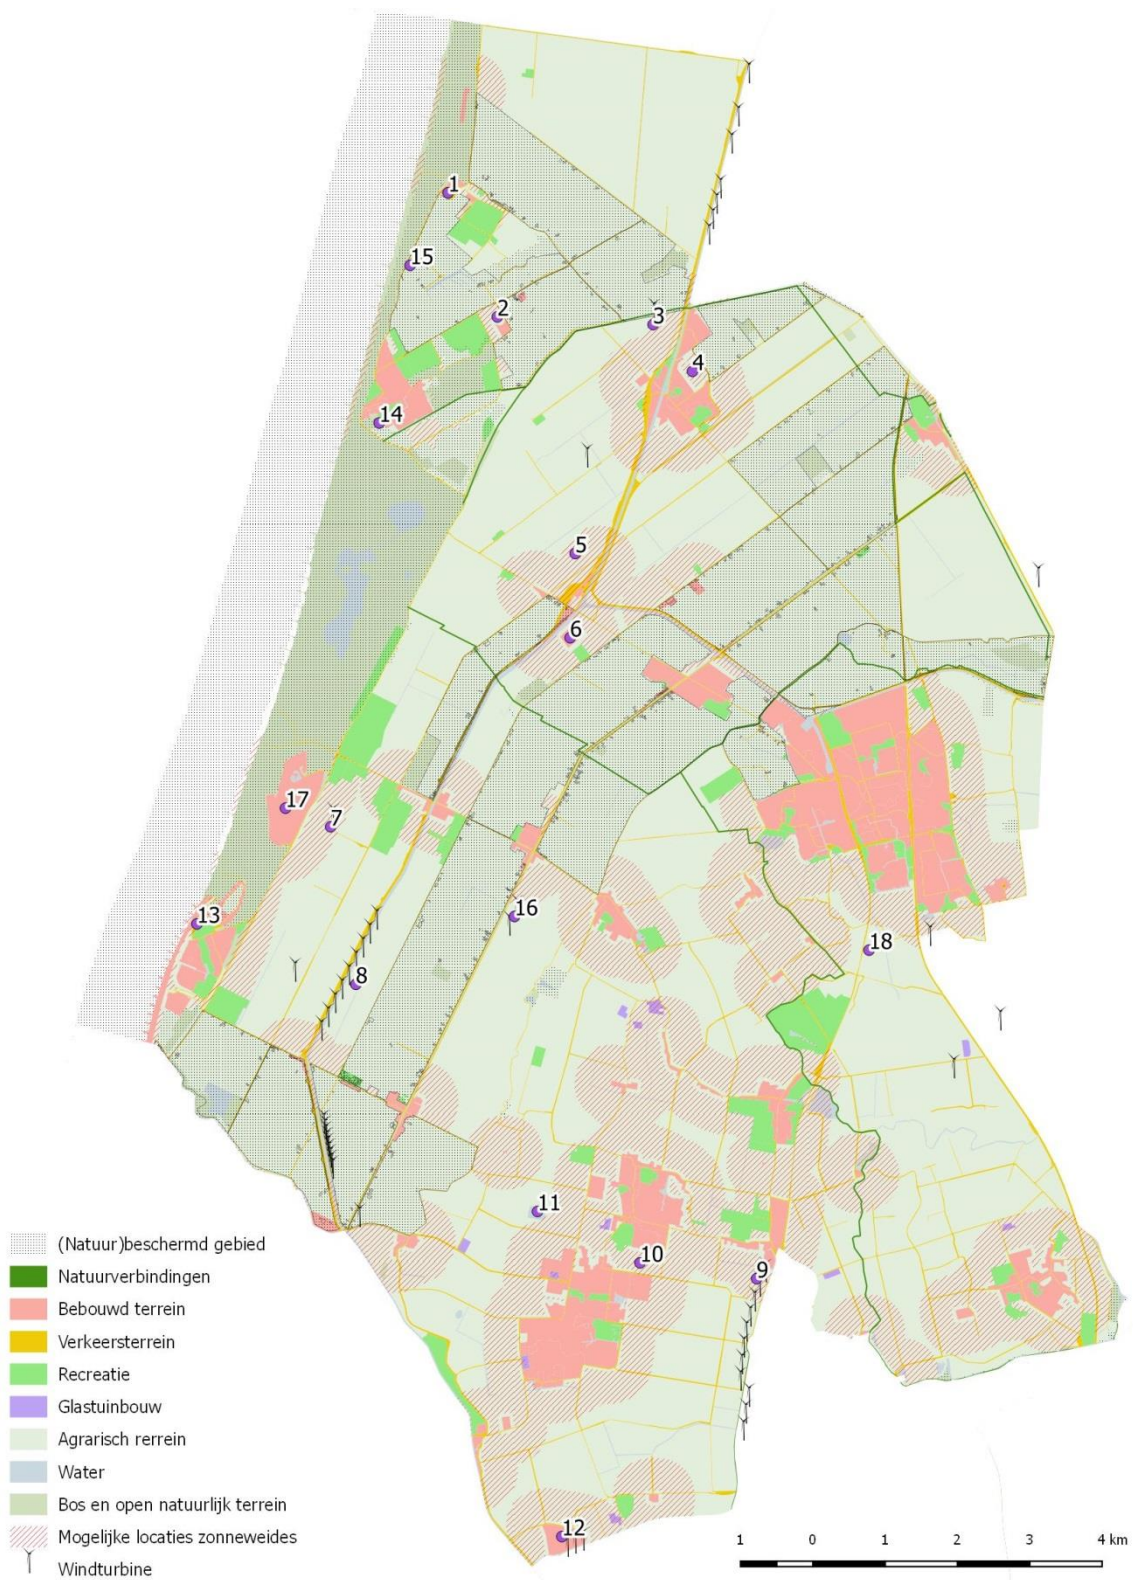 1
15
2
3
4
14
5
6
17
7
13
16
18
8
11
10
9
12
(Natuur)beschermd gebied
Natuurverbindingen
Bebouwd terrein
Verkeersterrein
Recreatie
Glastuinbouw
Agrarisch rerrein
Water
Bos en open natuurlijk terrein
Mogelijke locaties zonneweides
Windturbine
1 0 1 2 3 4 km